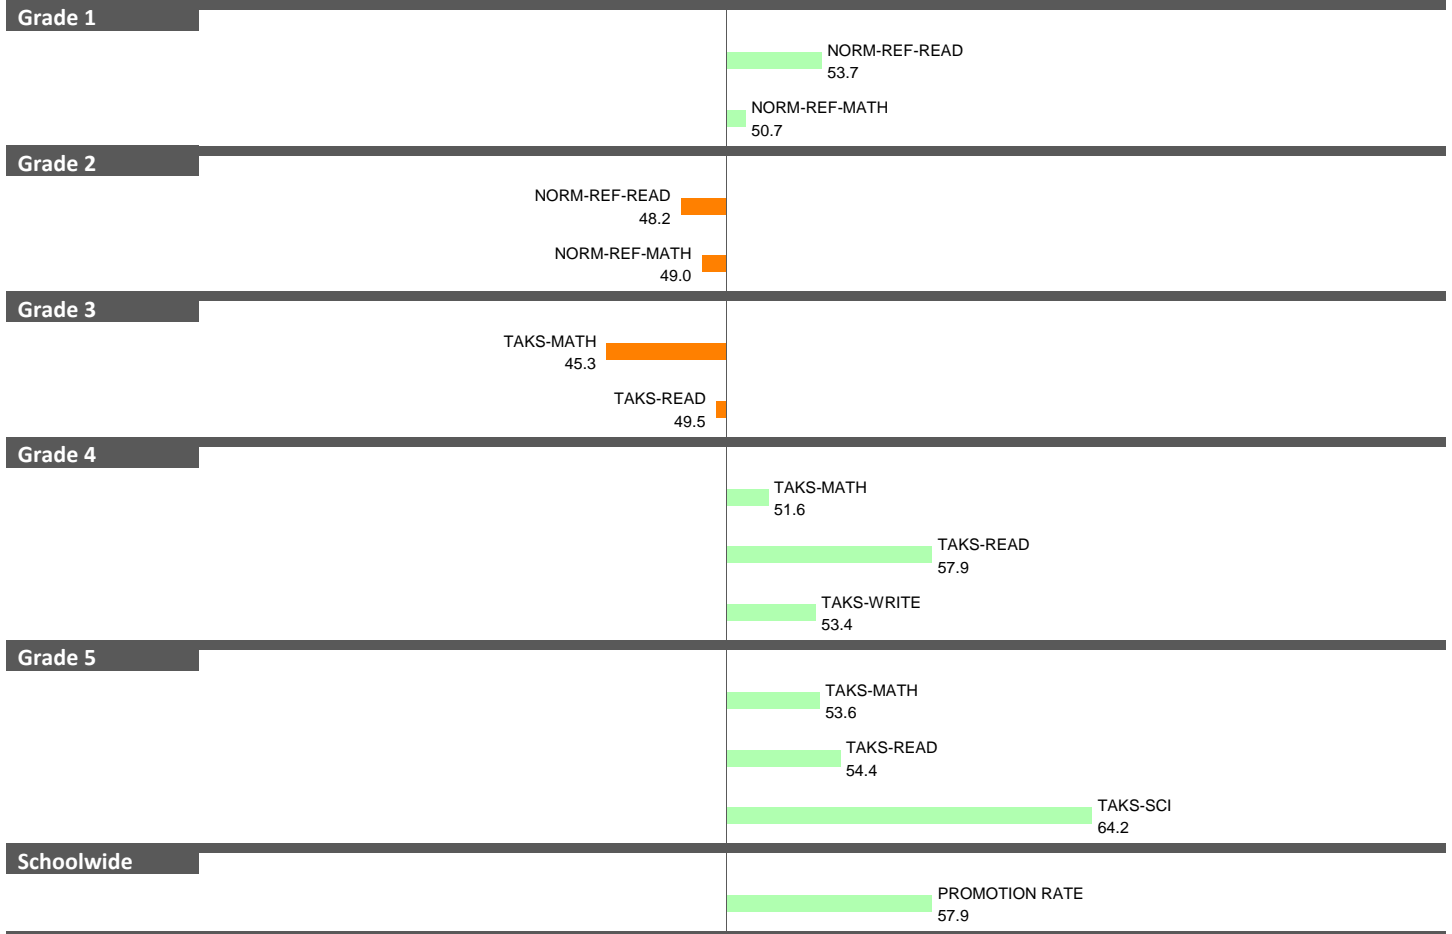 Grade 1
NORM-REF-READ
53.7
NORM-REF-MATH
50.7
Grade 2
NORM-REF-READ
48.2
NORM-REF-MATH
49.0
Grade 3
TAKS-MATH
45.3
TAKS-READ
49.5
Grade 4
TAKS-MATH
51.6
TAKS-READ
57.9
TAKS-WRITE
53.4
Grade 5
TAKS-MATH
53.6
TAKS-READ
54.4
TAKS-SCI
64.2
Schoolwide
PROMOTION RATE
57.9